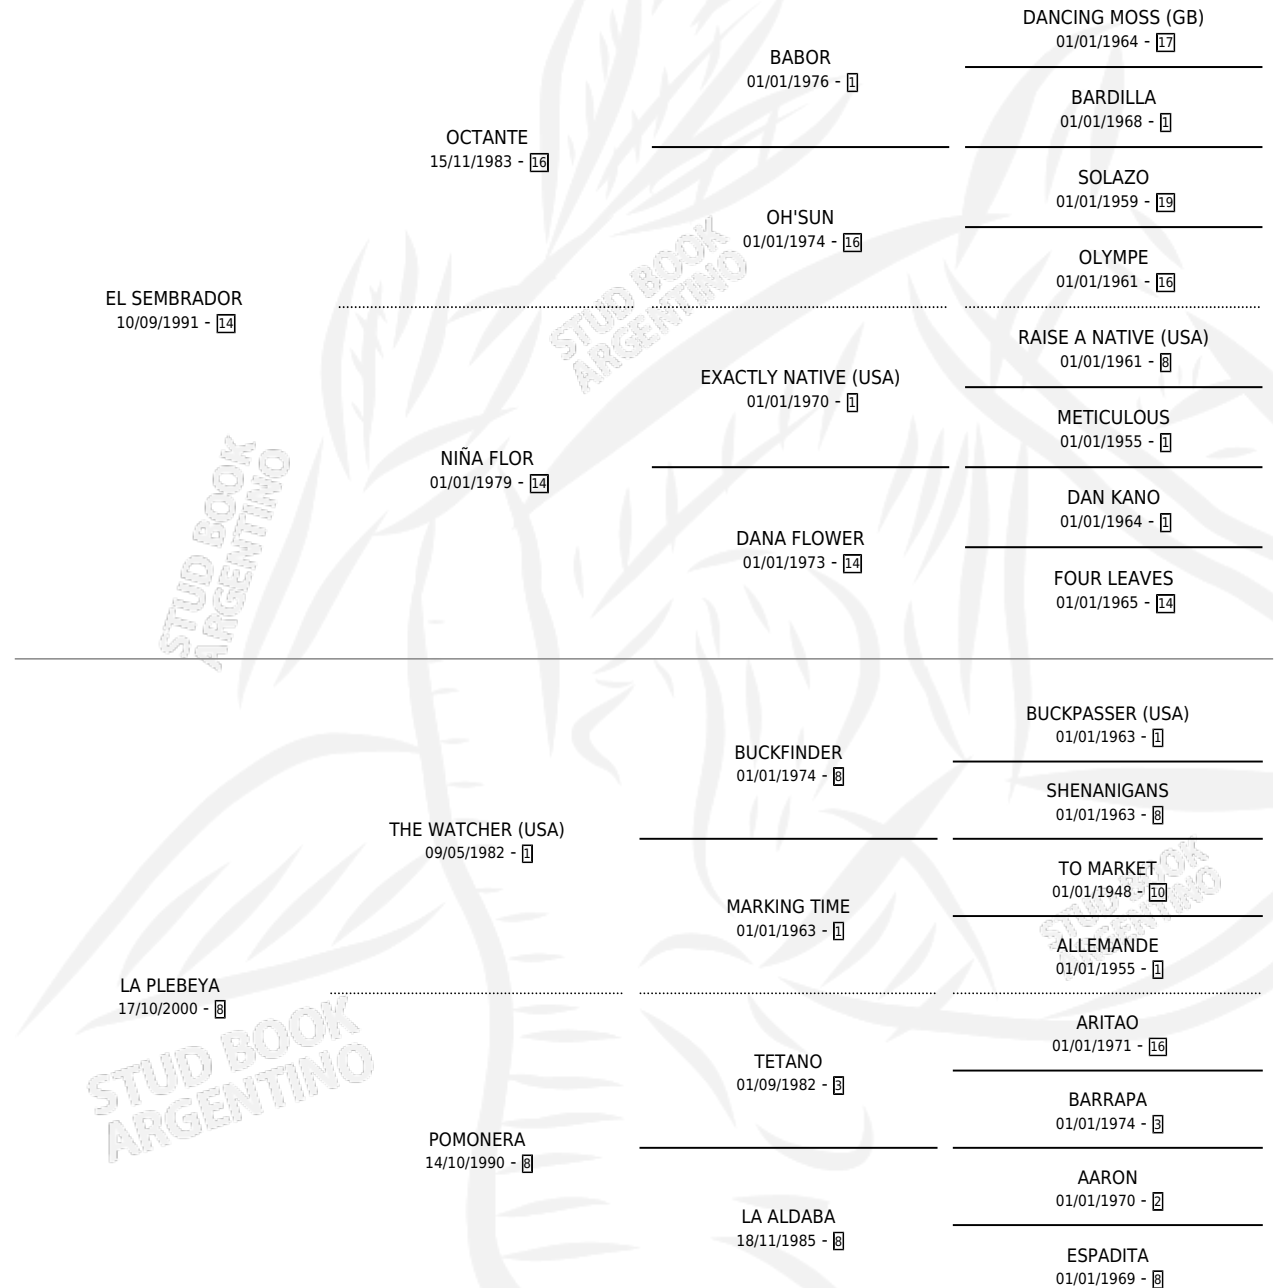 DANCING MOSS (GB)
01/01/1964 - 17
BABOR
01/01/1976 - 1
BARDILLA
01/01/1968 - 1
OCTANTE
15/11/1983 - 16
SOLAZO
01/01/1959 - 19
OH'SUN
01/01/1974 - 16
OLYMPE
01/01/1961 - 16
EL SEMBRADOR
10/09/1991 - 14
STUD BOOK
ARGENTINO
RAISE A NATIVE (USA)
01/01/1961 - 8
EXACTLY NATIVE (USA)
01/01/1970 - 1
METICULOUS
01/01/1955 - 1
NIÑA FLOR
01/01/1979 - 14
DAN KANO
01/01/1964 - 1
DANA FLOWER
01/01/1973 - 14
FOUR LEAVES
01/01/1965 - 14
STUD BOOK
ARGENTINO
BUCKPASSER (USA)
01/01/1963 - 1
BUCKFINDER
01/01/1974 - 8
SHENANIGANS
01/01/1963 - 8
THE WATCHER (USA)
09/05/1982 - 1
TO MARKET
01/01/1948 - 10
MARKING TIME
01/01/1963 - 1
STUD BOOK
ARGENTINO
ALLEMANDE
01/01/1955 - 1
LA PLEBEYA
17/10/2000 - 8
STUD BOOK
ARGENTINO
ARITAO
01/01/1971 - 16
TETANO
01/09/1982 - 3
BARRAPA
01/01/1974 - 3
POMONERA
14/10/1990 - 8
AARON
01/01/1970 - 2
LA ALDABA
18/11/1985 - 8
ESPADITA
01/01/1969 - 8